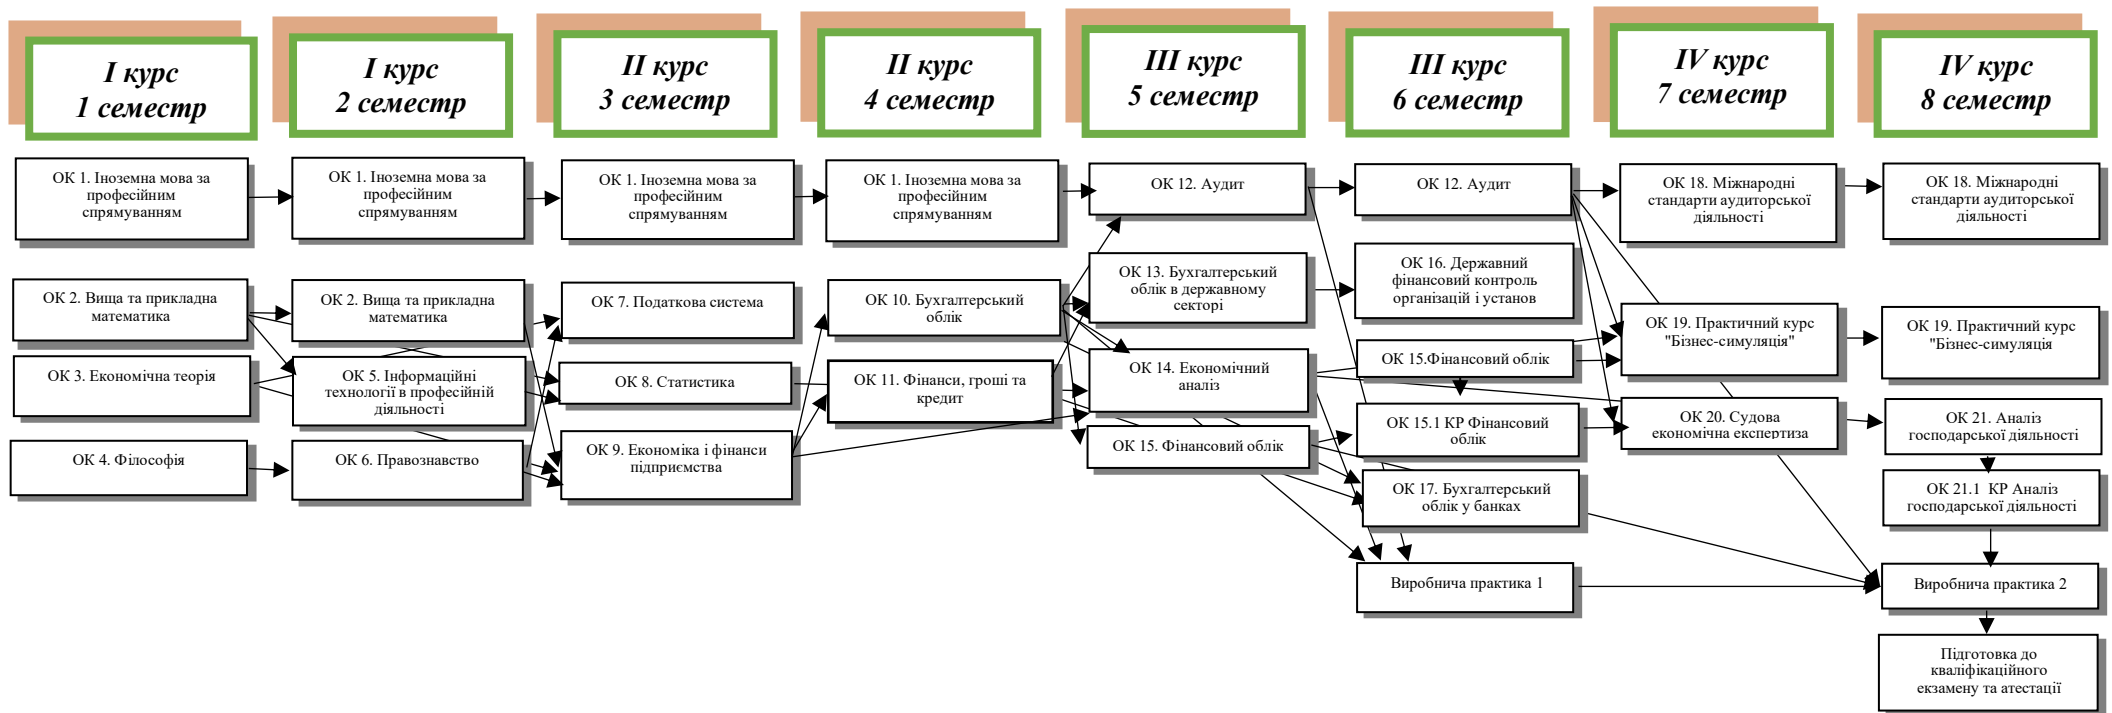 I курс
1 семестр
I курс
2 семестр
II курс
3 семестр
II курс
4 семестр
III курс
5 семестр
III курс
6 семестр
IV курс
7 семестр
IV курс
8 семестр
ОК 1. Іноземна мова за
професійним
спрямуванням
ОК 2. Вища та прикладна
математика
ОК 3. Економічна теорія
ОК 4. Філософія
ОК 1. Іноземна мова за
професійним
спрямуванням
ОК 2. Вища та прикладна
математика
ОК 5. Інформаційні
технології в професійній
діяльності
ОК 6. Правознавство
ОК 1. Іноземна мова за
професійним
спрямуванням
ОК 7. Податкова система
ОК 8. Статистика
ОК 9. Економіка і фінанси
підприємства
ОК 1. Іноземна мова за
професійним
спрямуванням
ОК 10. Бухгалтерський
облік
ОК 11. Фінанси, гроші та
кредит
ОК 12. Аудит
ОК 13. Бухгалтерський
облік в державному
секторі
ОК 14. Економічний
аналіз
ОК 15. Фінансовий облік
ОК 12. Аудит
ОК 16. Державний
фінансовий контроль
організацій і установ
ОК 15.Фінансовий облік
ОК 15.1 КР Фінансовий
облік
ОК 17. Бухгалтерський
облік у банках
Виробнича практика 1
ОК 18. Міжнародні
стандарти аудиторської
діяльності
ОК 19. Практичний курс
"Бізнес-симуляція"
ОК 20. Судова
економічна експертиза
ОК 18. Міжнародні
стандарти аудиторської
діяльності
ОК 19. Практичний курс
"Бізнес-симуляція
ОК 21. Аналіз
господарської діяльності
ОК 21.1 КР Аналіз
господарської діяльності
Виробнича практика 2
Підготовка до
кваліфікаційного
екзамену та атестації